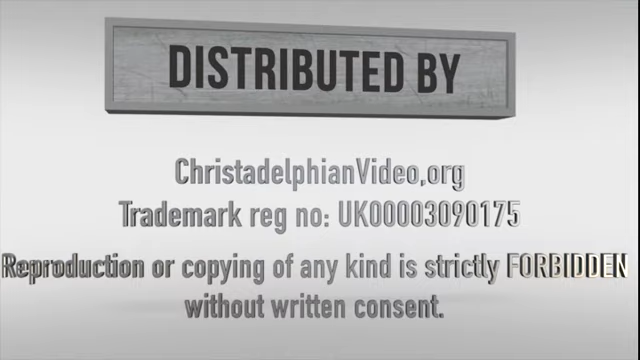 DISTRIBUTED BY
ChristadelphianVideo.org
Trademark reg no: UK00003090175
Reproduction or copying of any kind is strictly FORBIDDEN
without written consent.